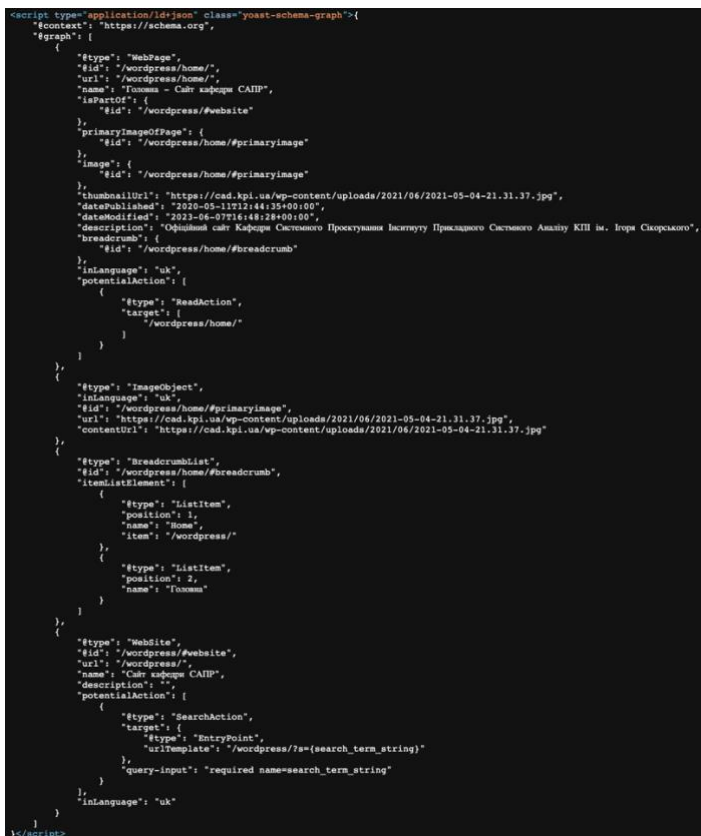 <script type="application/ld+json" class="yoast-schema-graph">{
"@context": "https://schema.org",
"@graph": [
{
"@type": "WebPage",
"@id": "/wordpress/home/",
"url": "/wordpress/home/",
"name": "Головна - Сайт кафедри САПР",
"isPartOf": {
"@id": "/wordpress/#website"
},
"primaryImageOfPage": {
"@id": "/wordpress/home/#primaryimage"
},
"image": {
"@id": "/wordpress/home/#primaryimage"
},
"thumbnailUrl": "https://cad.kpi.ua/wp-content/uploads/2021/06/2021-05-04-21.31.37.jpg",
"datePublished": "2020-05-11T12:44:35+00:00",
"dateModified": "2023-06-07T16:48:28+00:00",
"description": "Офіційний сайт Кафедри Системного Проектування Інституту Прикладного Системного Аналізу КПІ ім. Ігоря Сікорського",
"breadcrumb": {
"@id": "/wordpress/home/#breadcrumb"
},
"inLanguage": "uk",
"potentialAction": [
{
"@type": "ReadAction",
"target": [
"/wordpress/home/"
]
}
]
},
{
"@type": "ImageObject",
"inLanguage": "uk",
"@id": "/wordpress/home/#primaryimage",
"url": "https://cad.kpi.ua/wp-content/uploads/2021/06/2021-05-04-21.31.37.jpg",
"contentUrl": "https://cad.kpi.ua/wp-content/uploads/2021/06/2021-05-04-21.31.37.jpg"
},
{
"@type": "BreadcrumbList",
"@id": "/wordpress/home/#breadcrumb",
"itemListElement": [
{
"@type": "ListItem",
"position": 1,
"name": "Home",
"item": "/wordpress/"
},
{
"@type": "ListItem",
"position": 2,
"name": "Головна"
}
]
},
{
"@type": "WebSite",
"@id": "/wordpress/#website",
"url": "/wordpress/",
"name": "Сайт кафедри САПР",
"description": "",
"potentialAction": [
{
"@type": "SearchAction",
"target": {
"@type": "EntryPoint",
"urlTemplate": "/wordpress/?s={search_term_string}"
},
"query-input": "required name=search_term_string"
}
],
"inLanguage": "uk"
}
]
}</script>